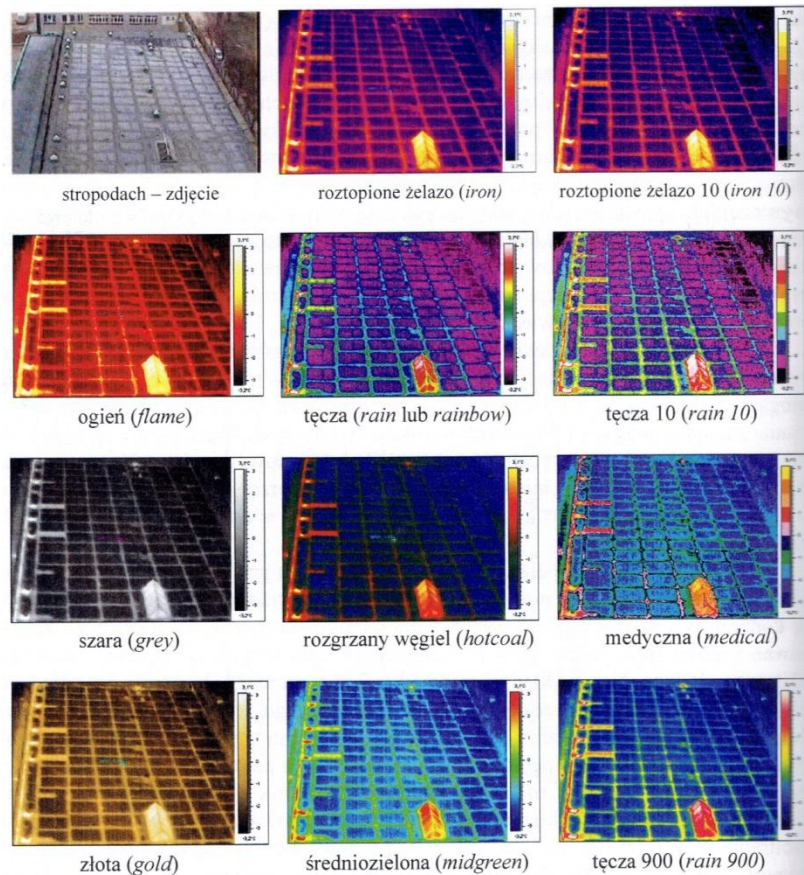 stropodach – zdjęcie
roztopione żelazo (iron)
roztopione żelazo 10 (iron 10)
ogień (flame)
tęcza (rain lub rainbow)
tęcza 10 (rain 10)
szara (grey)
rozgrzany węgiel (hotcoal)
medyczna (medical)
złota (gold)
średniozielona (midgreen)
tęcza 900 (rain 900)